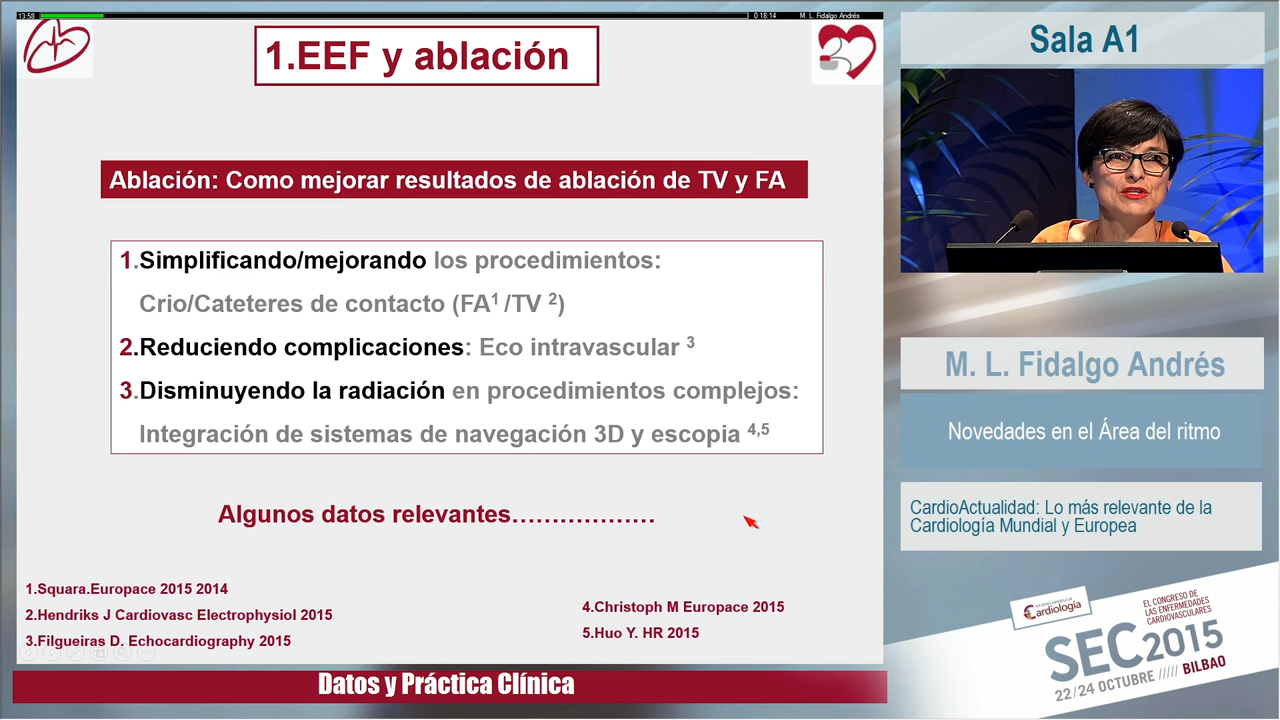 13:58
0:18:14
M. L. Fidalgo Andrés
1.EEF y ablación
Ablación: Como mejorar resultados de ablación de TV y FA
1.Simplificando/mejorando los procedimientos:
Crio/Cateteres de contacto (FA¹ /TV ²)
2.Reduciendo complicaciones: Eco intravascular ³
3.Disminuyendo la radiación en procedimientos complejos:
Integración de sistemas de navegación 3D y escopia ⁴,⁵
Algunos datos relevantes………………
1.Squara.Europace 2015 2014
2.Hendriks J Cardiovasc Electrophysiol 2015
3.Filgueiras D. Echocardiography 2015
4.Christoph M Europace 2015
5.Huo Y. HR 2015
Datos y Práctica Clínica
Sala A1
M. L. Fidalgo Andrés
Novedades en el Área del ritmo
CardioActualidad: Lo más relevante de la
Cardiología Mundial y Europea
SOCIEDAD ESPAÑOLA DE
Cardiología
EL CONGRESO DE
LAS ENFERMEDADES
CARDIOVASCULARES
SEC2015
22/24 OCTUBRE ///// BILBAO